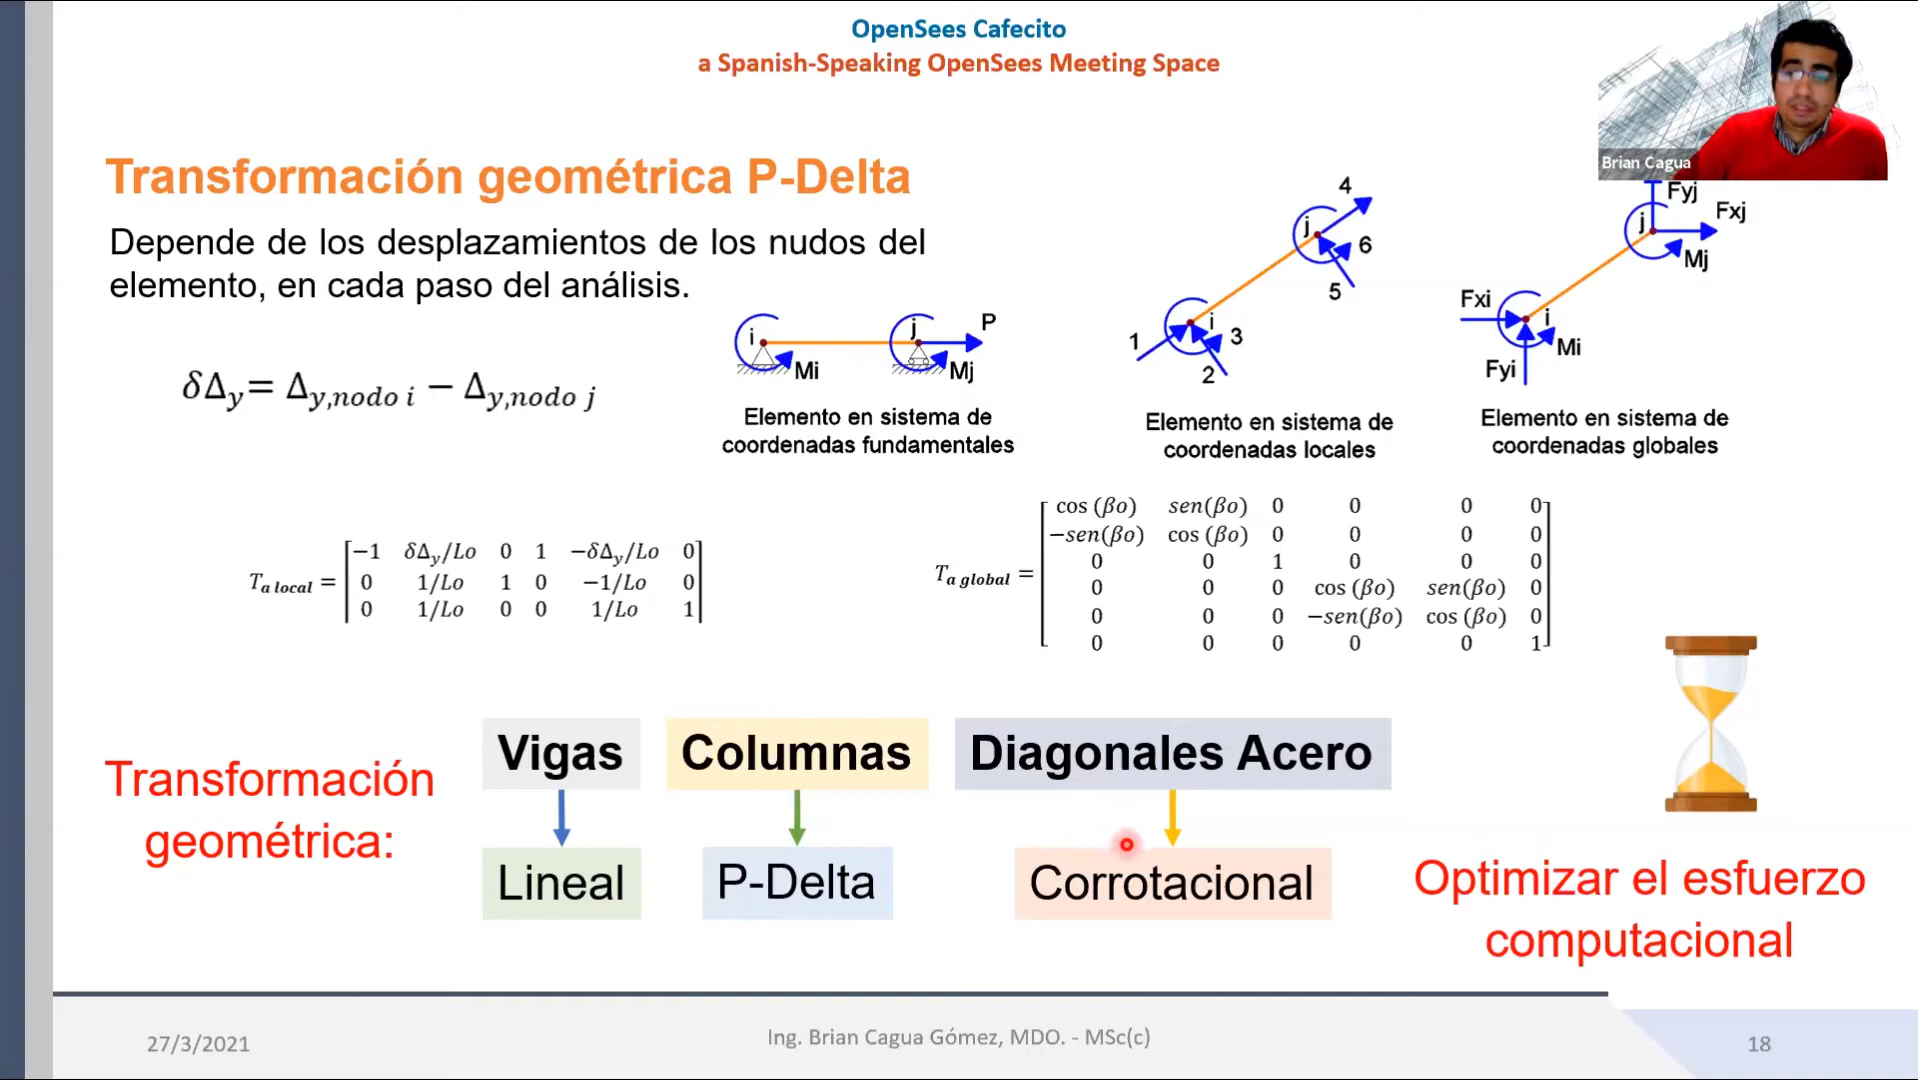 OpenSees Cafecito
a Spanish-Speaking OpenSees Meeting Space
Brian Cagua
Transformación geométrica P-Delta
Depende de los desplazamientos de los nudos del
elemento, en cada paso del análisis.
δΔy= Δy,nodo i − Δy,nodo j
i
j
P
Mi
Mj
Elemento en sistema de
coordenadas fundamentales
4
j
6
5
1
i
3
2
Elemento en sistema de
coordenadas locales
Fyj
j
Fxj
Mj
Fxi
i
Mi
Fyi
Elemento en sistema de
coordenadas globales
Ta local =
−1 δΔy/Lo 0 1 −δΔy/Lo 0
0 1/Lo 1 0 −1/Lo 0
0 1/Lo 0 0 1/Lo 1
Ta global =
cos (βo) sen(βo) 0 0 0 0
−sen(βo) cos (βo) 0 0 0 0
0 0 1 0 0 0
0 0 0 cos (βo) sen(βo) 0
0 0 0 −sen(βo) cos (βo) 0
0 0 0 0 0 1
Transformación
geométrica:
Vigas
Columnas
Diagonales Acero
Lineal
P-Delta
Corrotacional
Optimizar el esfuerzo
computacional
27/3/2021
Ing. Brian Cagua Gómez, MDO. - MSc(c)
18